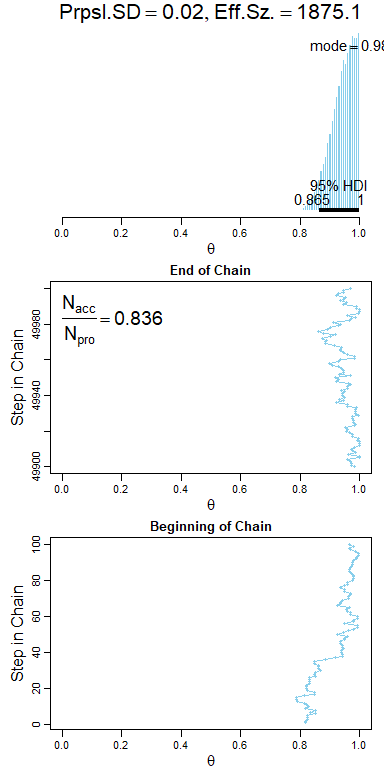 Prpsl.SD = 0.02, Eff.Sz. = 1875.1
mode = 0.98
95% HDI
0.865 1
0.0 0.2 0.4 0.6 0.8 1.0
θ
End of Chain
Nacc
Npro
= 0.836
Step in Chain
49900 49940 49980
0.0 0.2 0.4 0.6 0.8 1.0
θ
Beginning of Chain
Step in Chain
0 20 40 60 80 100
0.0 0.2 0.4 0.6 0.8 1.0
θ